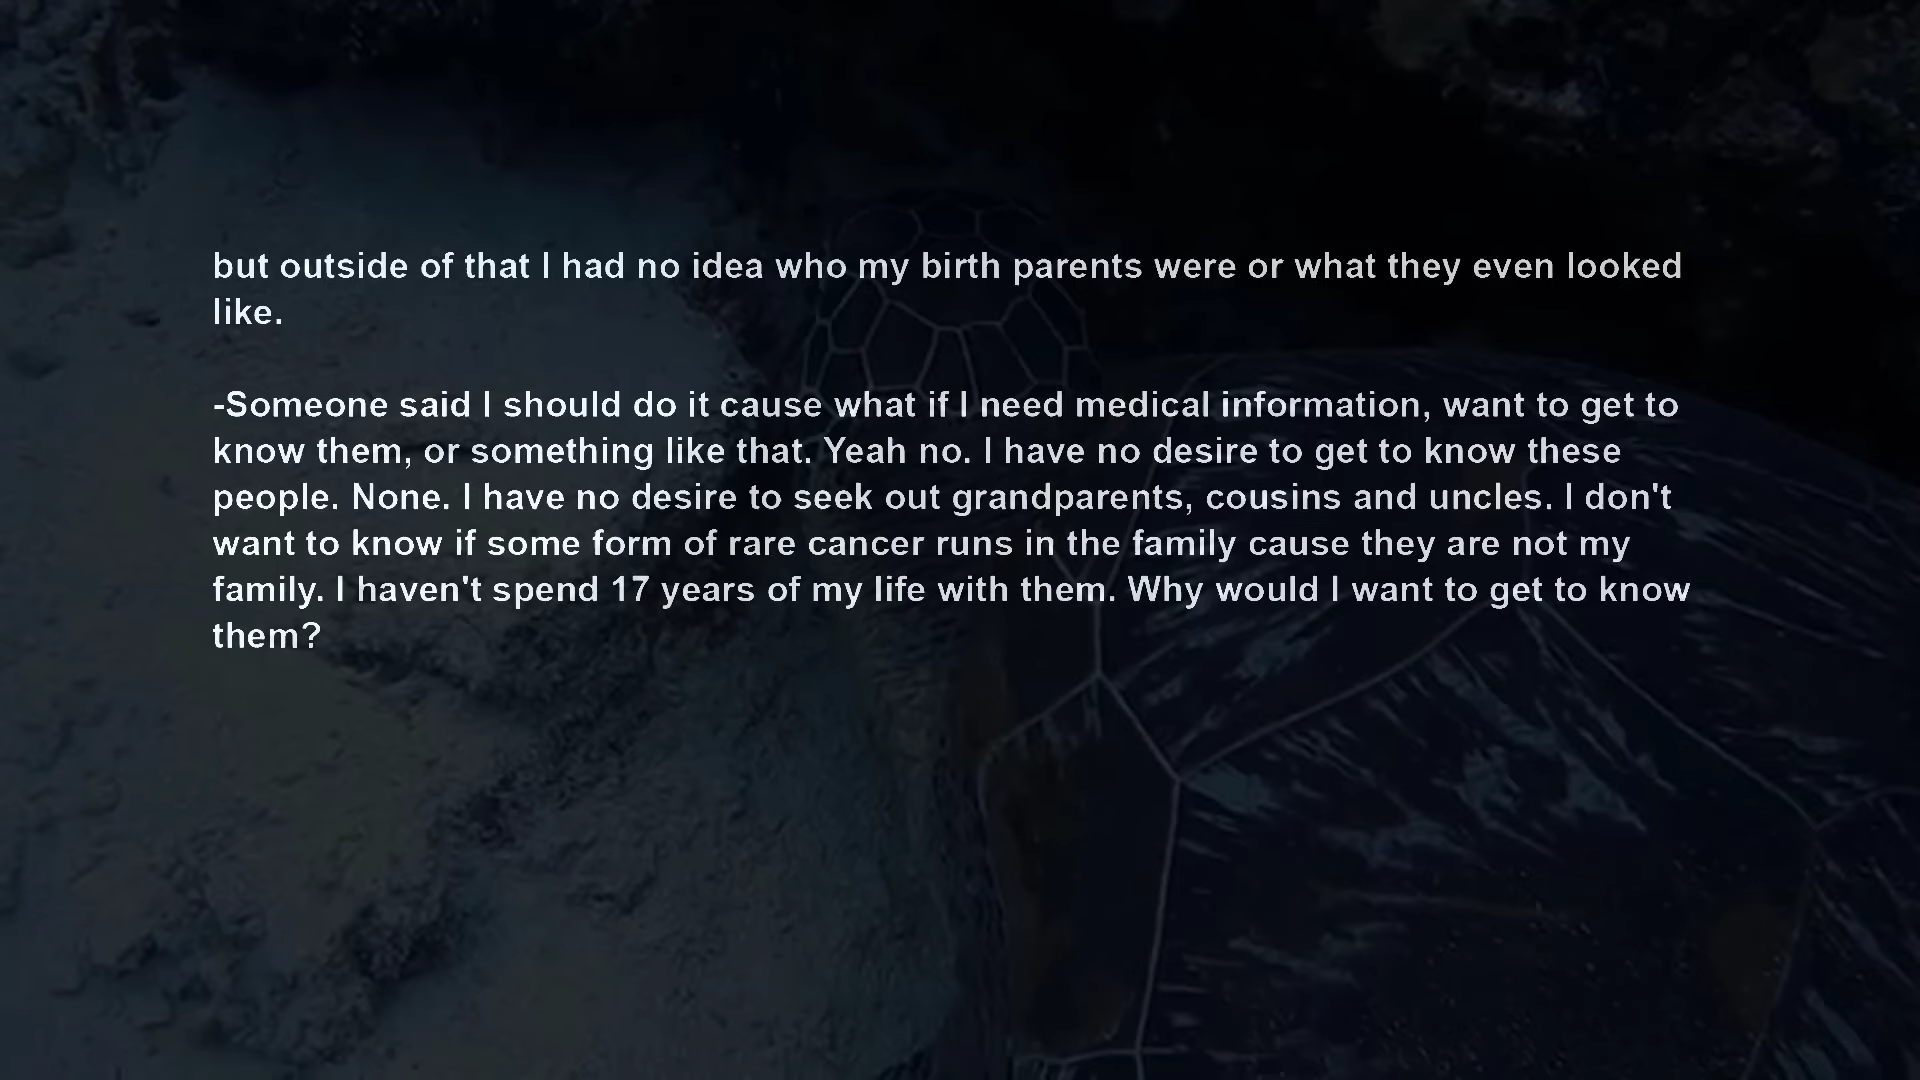 but outside of that I had no idea who my birth parents were or what they even looked
like.
-Someone said I should do it cause what if I need medical information, want to get to
know them, or something like that. Yeah no. I have no desire to get to know these
people. None. I have no desire to seek out grandparents, cousins and uncles. I don't
want to know if some form of rare cancer runs in the family cause they are not my
family. I haven't spend 17 years of my life with them. Why would I want to get to know
them?